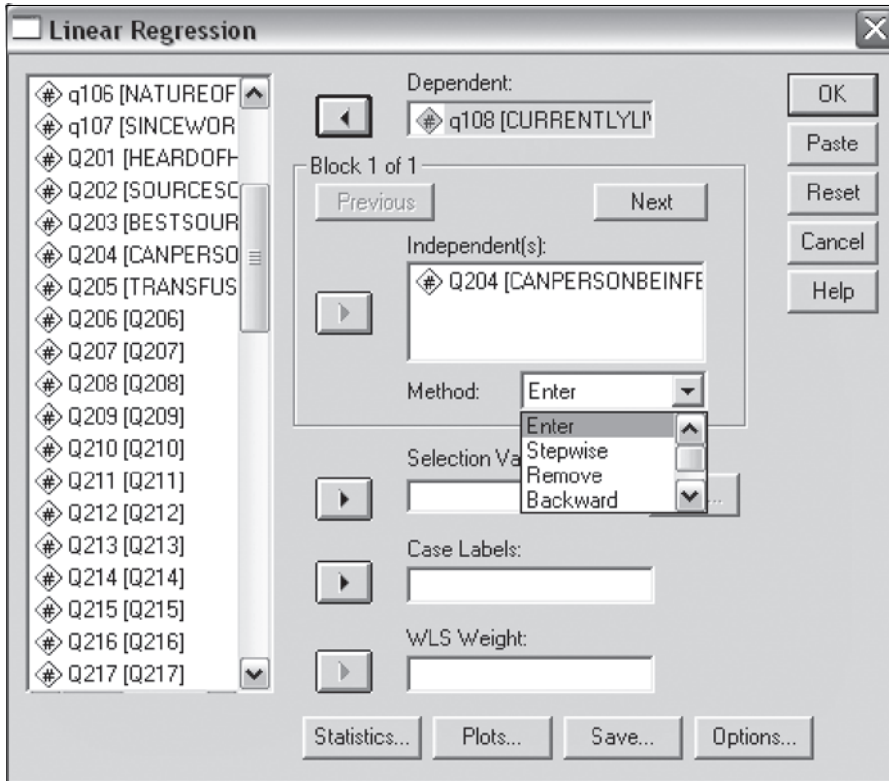 Linear Regression
q106 [NATUREOF
q107 [SINCEWOR
Q201 [HEARDOFH
Q202 [SOURCESC
Q203 [BESTSOUR
Q204 [CANPERSO
Q205 [TRANSFUS
Q206 [Q206]
Q207 [Q207]
Q208 [Q208]
Q209 [Q209]
Q210 [Q210]
Q211 [Q211]
Q212 [Q212]
Q213 [Q213]
Q214 [Q214]
Q215 [Q215]
Q216 [Q216]
Q217 [Q217]
Dependent:
q108 [CURRENTLYLI
Block 1 of 1
Previous
Next
Independent(s):
Q204 [CANPERSONBEINFE
Method:
Enter
Enter
Stepwise
Remove
Backward
Selection Va
...
Case Labels:
WLS Weight:
Statistics...
Plots...
Save...
Options...
OK
Paste
Reset
Cancel
Help